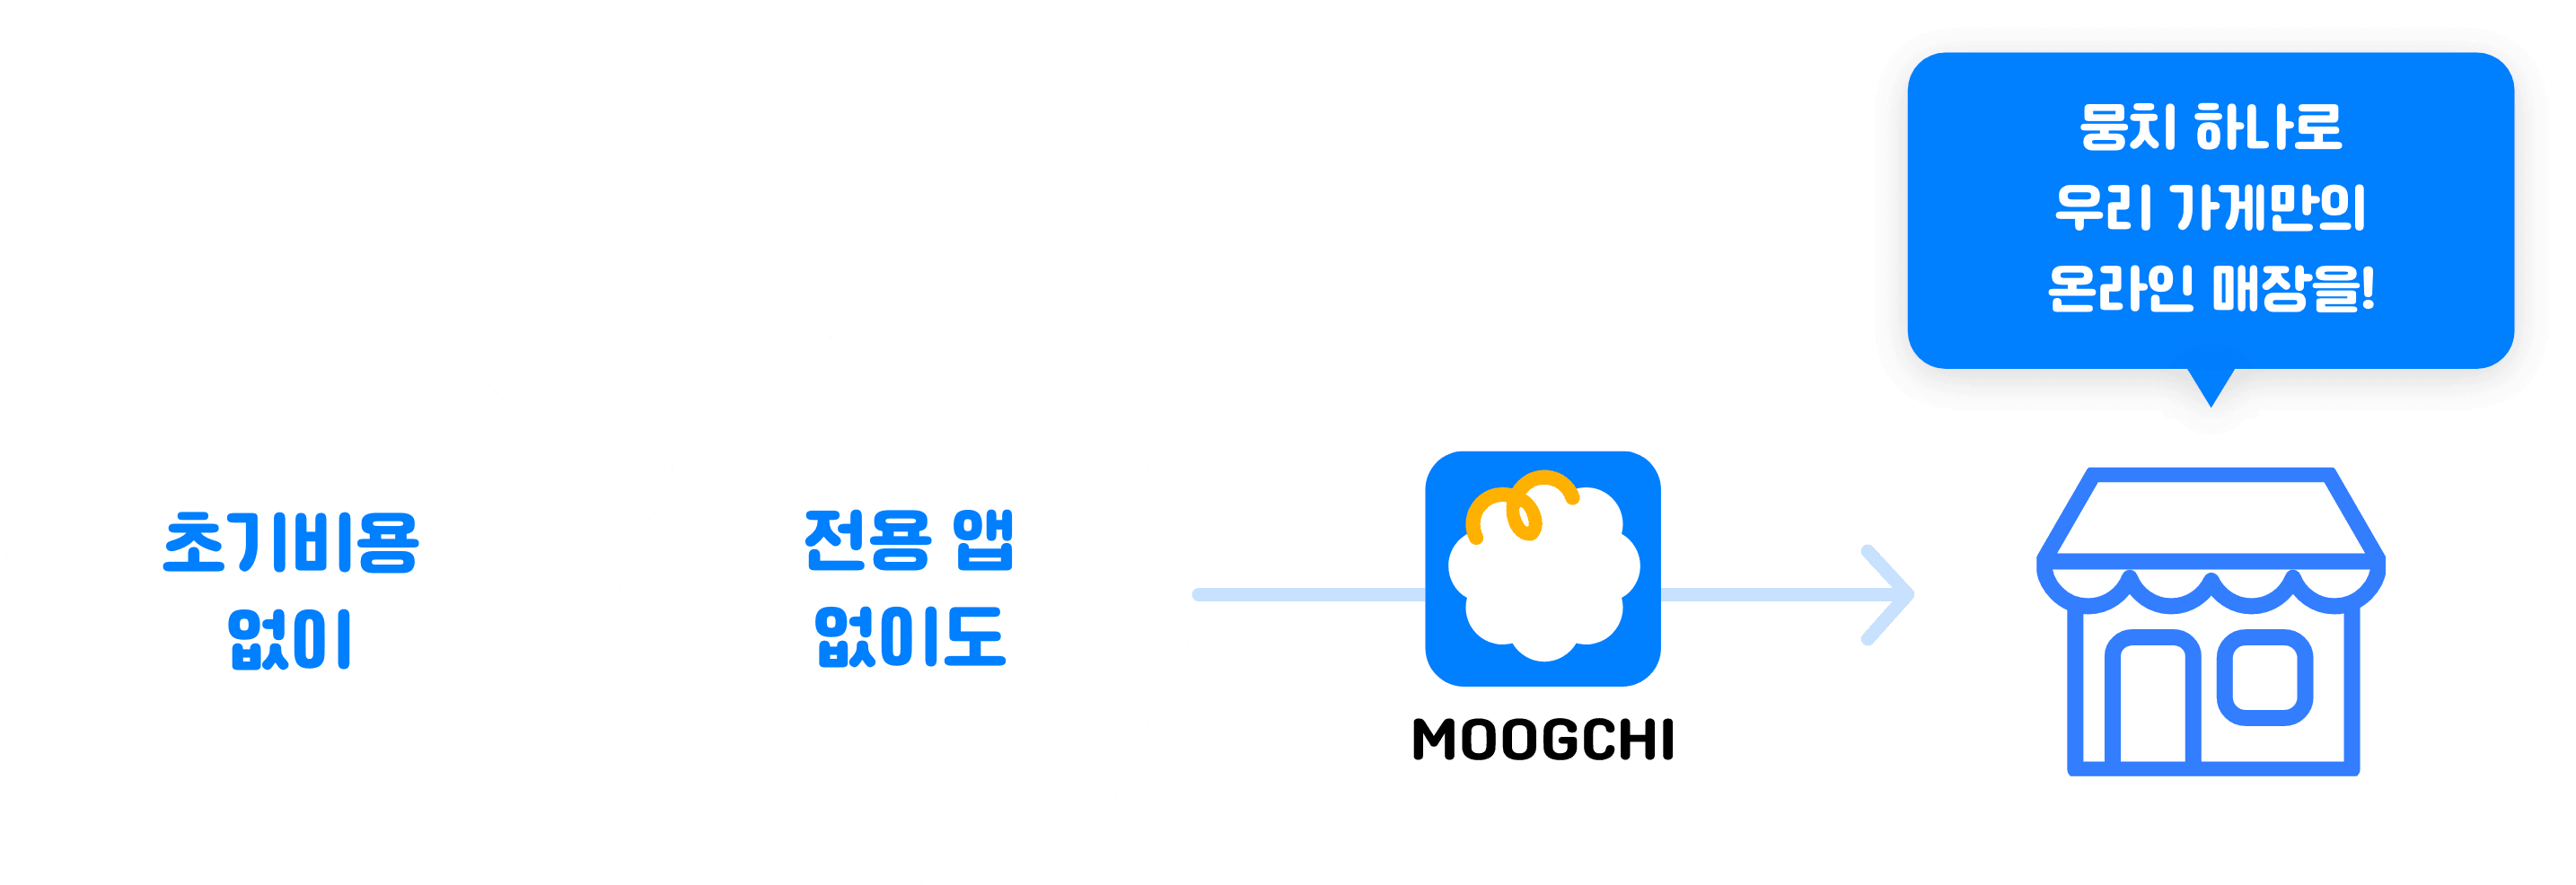 뭉치 하나로
우리 가게만의
온라인 매장을!
초기비용
없이
전용 앱
없이도
MOOGCHI